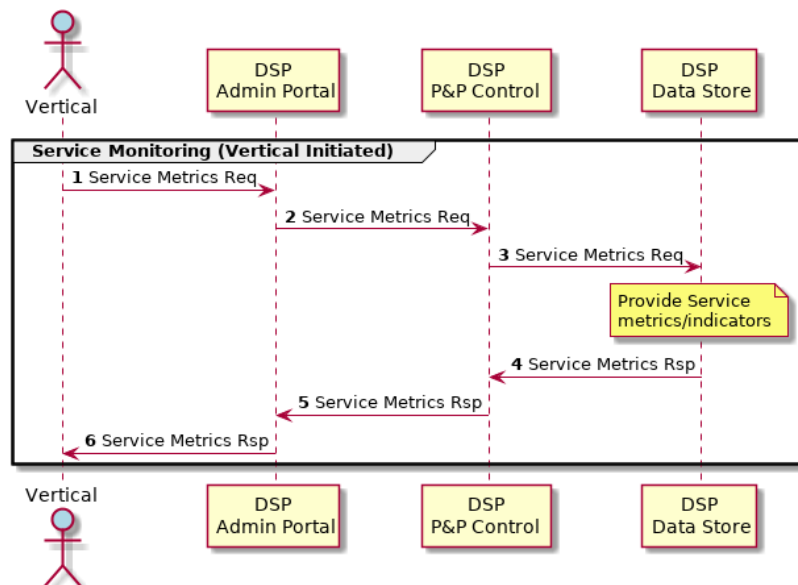 Vertical
DSP
Admin Portal
DSP
P&P Control
DSP
Data Store
Service Monitoring (Vertical Initiated)
1 Service Metrics Req
2 Service Metrics Req
3 Service Metrics Req
Provide Service
metrics/indicators
4 Service Metrics Rsp
5 Service Metrics Rsp
6 Service Metrics Rsp
Vertical
DSP
Admin Portal
DSP
P&P Control
DSP
Data Store